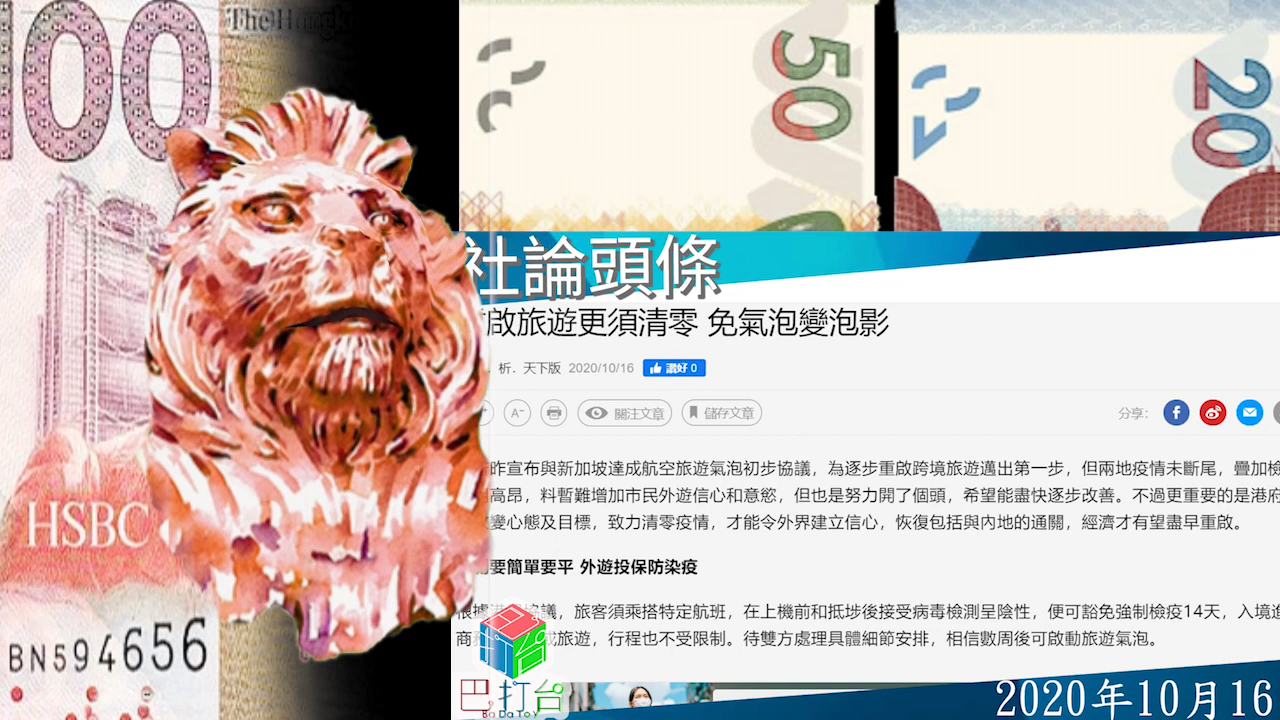 100
The Hongk
50
20
HSBC
BN594656
社論頭條
啟旅遊更須清零 免氣泡變泡影
析．天下版 2020/10/16 讚好 0
A- 關注文章 儲存文章 分享：
昨宣布與新加坡達成航空旅遊氣泡初步協議，為逐步重啟跨境旅遊邁出第一步，但兩地疫情未斷尾，疊加檢
高昂，料暫難增加市民外遊信心和意慾，但也是努力開了個頭，希望能盡快逐步改善。不過更重要的是港府
變心態及目標，致力清零疫情，才能令外界建立信心，恢復包括與內地的通關，經濟才有望盡早重啟。
要簡單要平 外遊投保防染疫
根據 協議，旅客須乘搭特定航班，在上機前和抵埗後接受病毒檢測呈陰性，便可豁免強制檢疫14天，入境進
商 或旅遊，行程也不受限制。待雙方處理具體細節安排，相信數周後可啟動旅遊氣泡。
巴打台
BaDaToy
2020年10月16